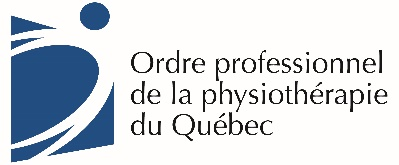 Ordre professionnel
de la physiothérapie
du Québec